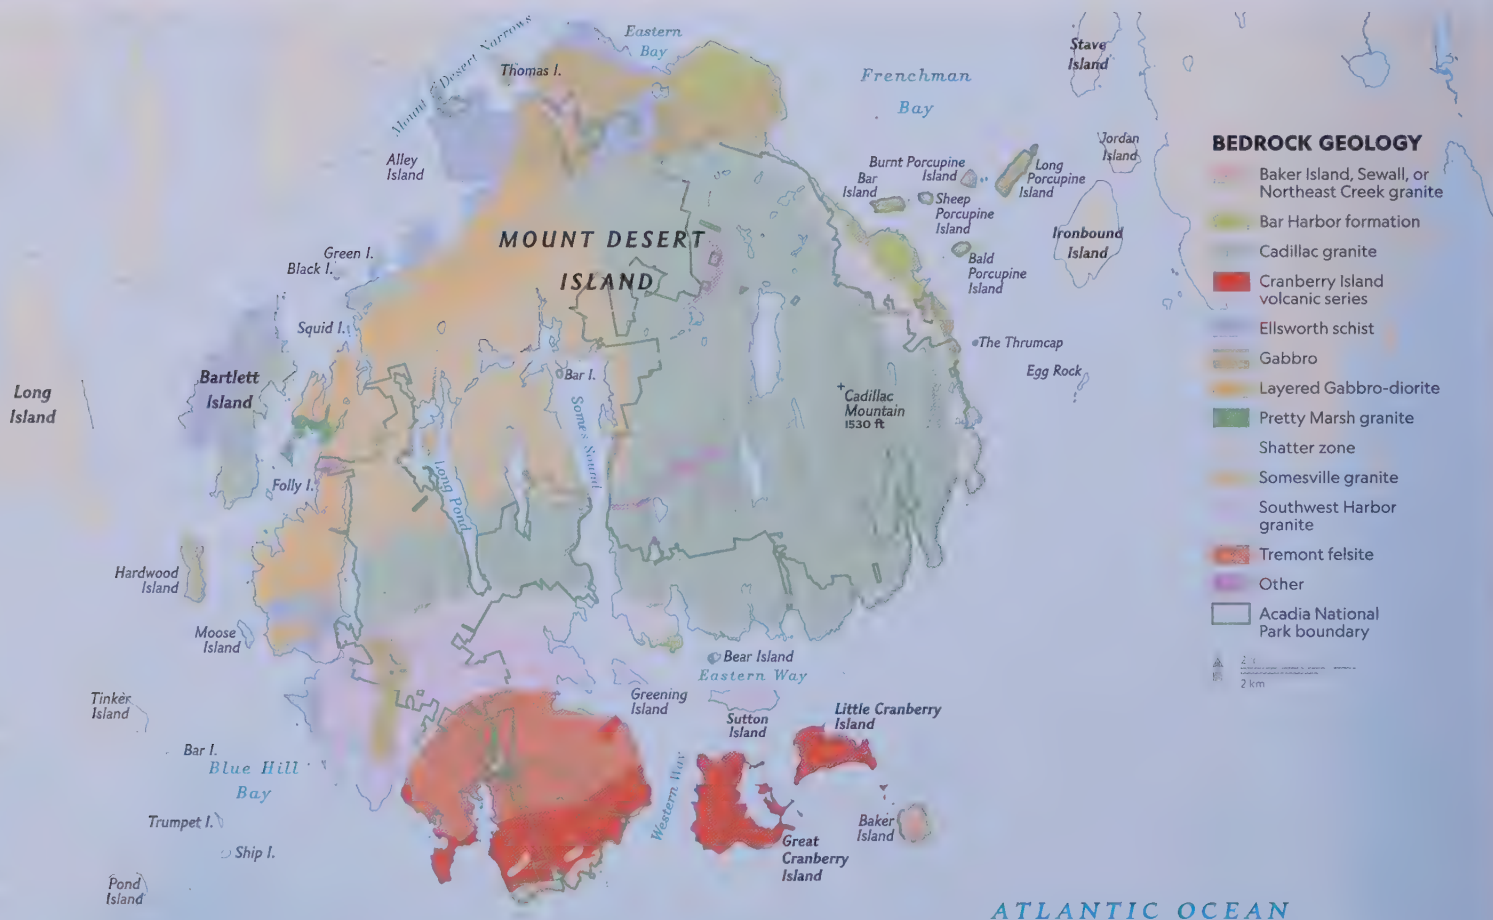 Mount Desert Narrows
Eastern
Bay
Thomas I.
Frenchman
Bay
Stave
Island
Jordan
Island
Alley
Island
Burnt Porcupine
Island
Long
Porcupine
Island
Bar
Island
Sheep
Porcupine
Island
Ironbound
Island
Bald
Porcupine
Island
MOUNT DESERT
ISLAND
Green I.
Black I.
Squid I.
The Thrumcap
Egg Rock
Bar I.
Long
Island
Bartlett
Island
Cadillac
Mountain
1530 ft
Somes Sound
Long Pond
Folly I.
Hardwood
Island
Moose
Island
Bear Island
Eastern Way
Greening
Island
Sutton
Island
Little Cranberry
Island
Tinker
Island
Bar I.
Blue Hill
Bay
Western Way
Trumpet I.
Ship I.
Pond
Island
Baker
Island
Great
Cranberry
Island
ATLANTIC OCEAN
BEDROCK GEOLOGY
Baker Island, Sewall, or
Northeast Creek granite
Bar Harbor formation
Cadillac granite
Cranberry Island
volcanic series
Ellsworth schist
Gabbro
Layered Gabbro-diorite
Pretty Marsh granite
Shatter zone
Somesville granite
Southwest Harbor
granite
Tremont felsite
Other
Acadia National
Park boundary
2 km